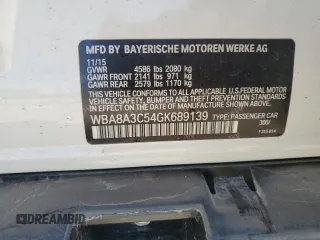 MFD BY BAYERISCHE MOTOREN WERKE AG
11/15
GVWR 4586 lbs 2080 kg
GAWR FRONT 2141 lbs 971 kg
GAWR REAR 2579 lbs 1170 kg
THIS VEHICLE CONFORMS TO ALL APPLICABLE U.S. FEDERAL MOTOR
VEHICLE SAFETY, BUMPER, AND THEFT PREVENTION STANDARDS
IN EFFECT ON THE DATE OF MANUFACTURE SHOWN ABOVE.
WBA8A3C54GK689139 TYPE: PASSENGER CAR
DREAMBID